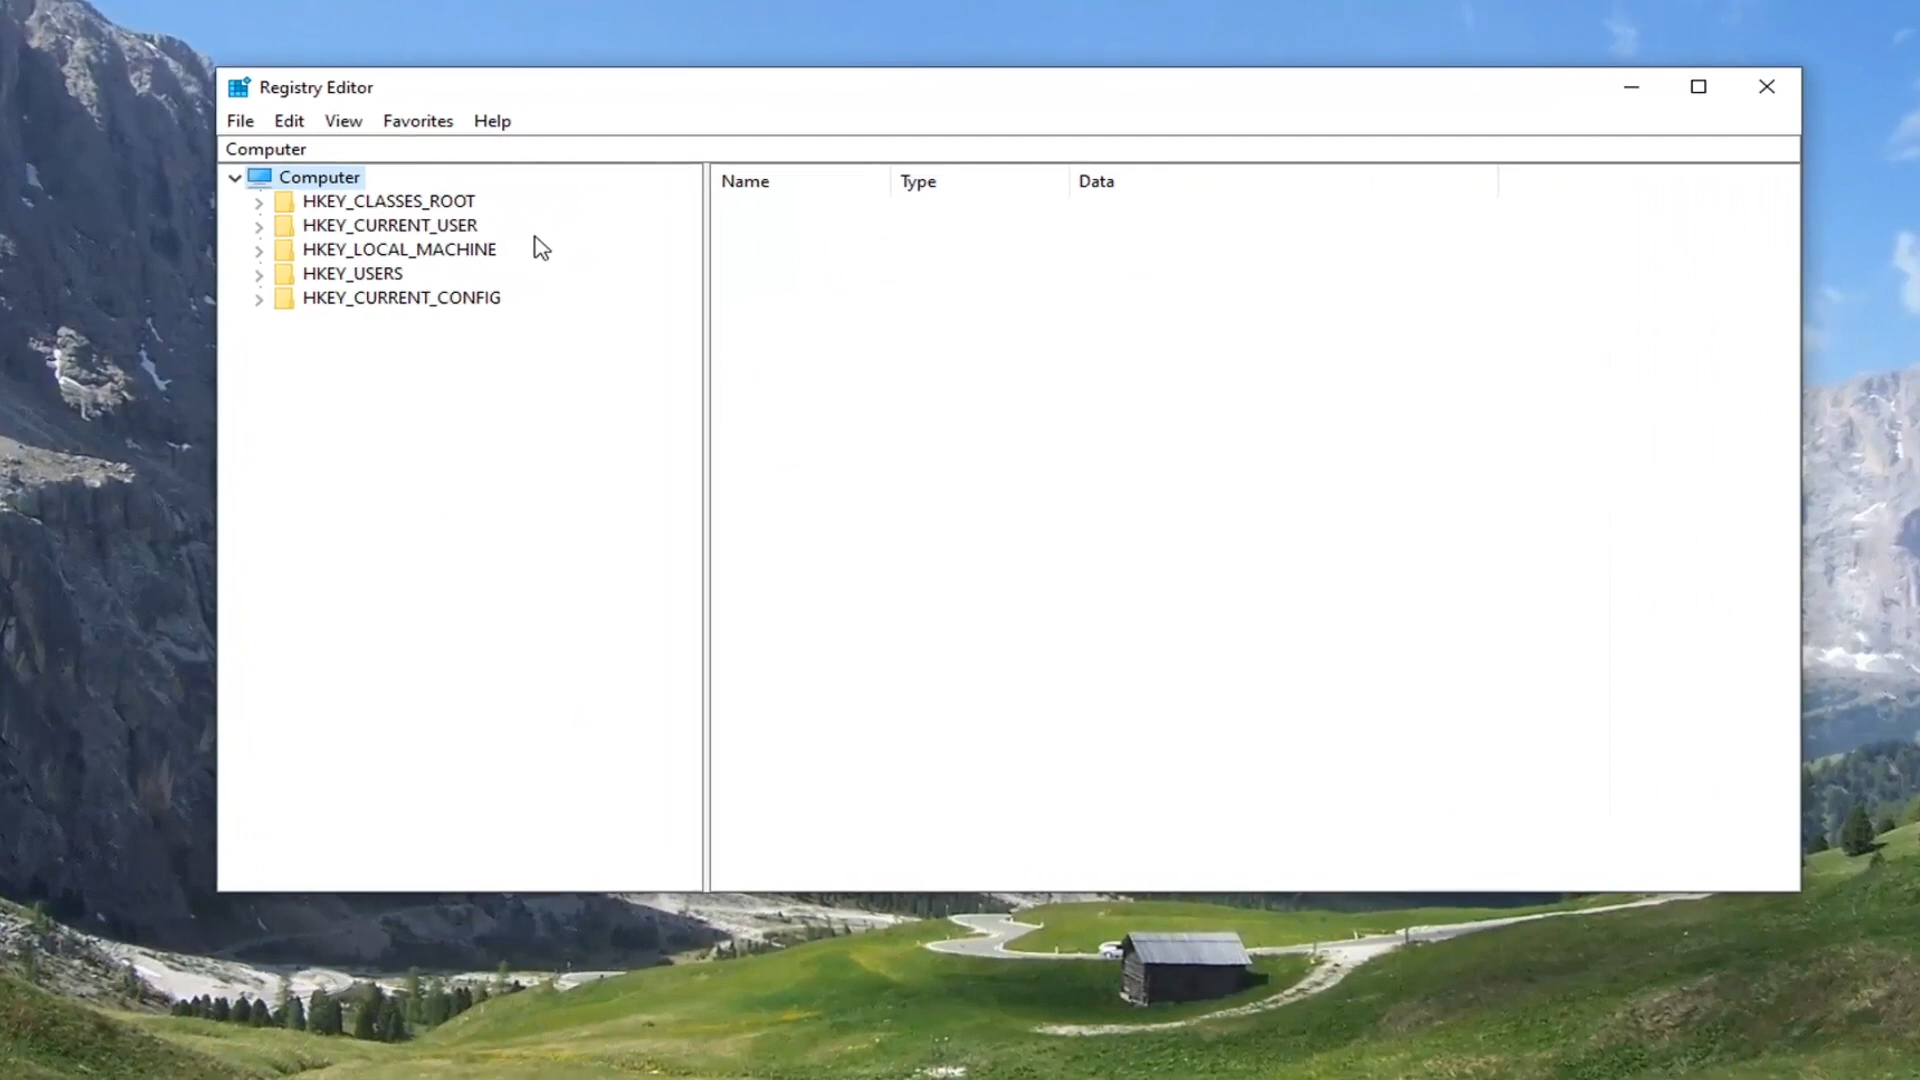 Registry Editor
File Edit View Favorites Help
Computer
Computer
HKEY_CLASSES_ROOT
HKEY_CURRENT_USER
HKEY_LOCAL_MACHINE
HKEY_USERS
HKEY_CURRENT_CONFIG
Name Type Data